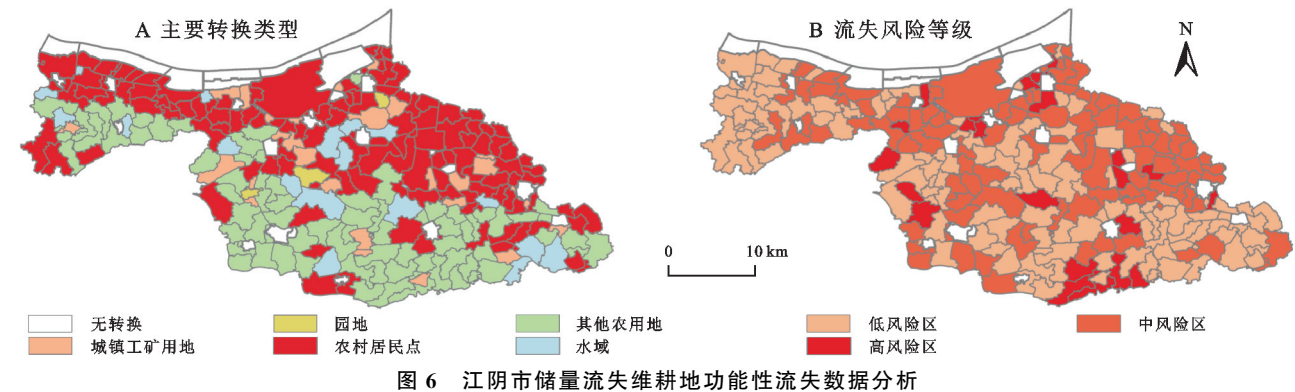 A 主要转换类型
B 流失风险等级
N
0 10 km
无转换 园地 其他农用地 低风险区 中风险区
城镇工矿用地 农村居民点 水域 高风险区
图 6 江阴市储量流失维耕地功能性流失数据分析